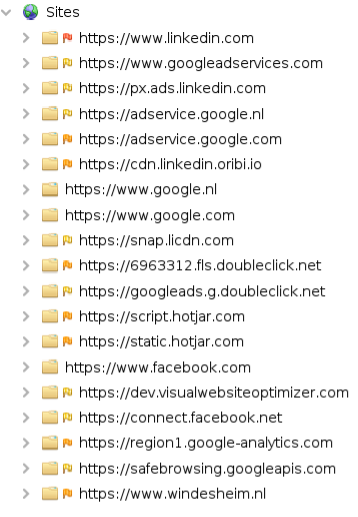 Sites
https://www.linkedin.com
https://www.googleadservices.com
https://px.ads.linkedin.com
https://adservice.google.nl
https://adservice.google.com
https://cdn.linkedin.oribi.io
https://www.google.nl
https://www.google.com
https://snap.licdn.com
https://6963312.fls.doubleclick.net
https://googleads.g.doubleclick.net
https://script.hotjar.com
https://static.hotjar.com
https://www.facebook.com
https://dev.visualwebsiteoptimizer.com
https://connect.facebook.net
https://region1.google-analytics.com
https://safebrowsing.googleapis.com
https://www.windesheim.nl